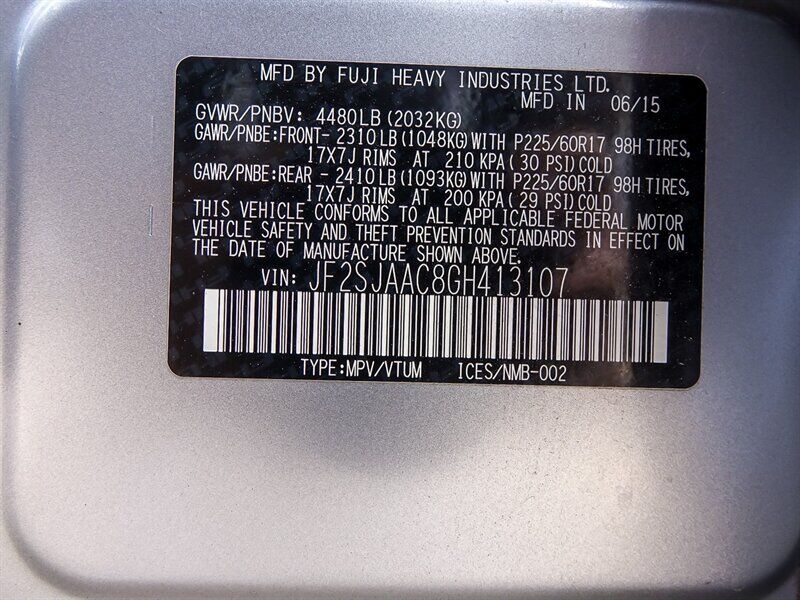 MFD BY FUJI HEAVY INDUSTRIES LTD.
MFD IN 06/15
GVWR/PNBV: 4480LB(2032KG)
GAWR/PNBE:FRONT- 2310LB(1048KG)WITH P225/60R17 98H TIRES,
17X7J RIMS AT 210 KPA( 30 PSI)COLD
GAWR/PNBE:REAR - 2410LB(1093KG)WITH P225/60R17 98H TIRES,
17X7J RIMS AT 200 KPA( 29 PSI)COLD
THIS VEHICLE CONFORMS TO ALL APPLICABLE FEDERAL MOTOR
VEHICLE SAFETY AND THEFT PREVENTION STANDARDS IN EFFECT ON
THE DATE OF MANUFACTURE SHOWN ABOVE.
VIN: JF2SJAAC8GH413107
TYPE:MPV/VTUM ICES/NMB-002